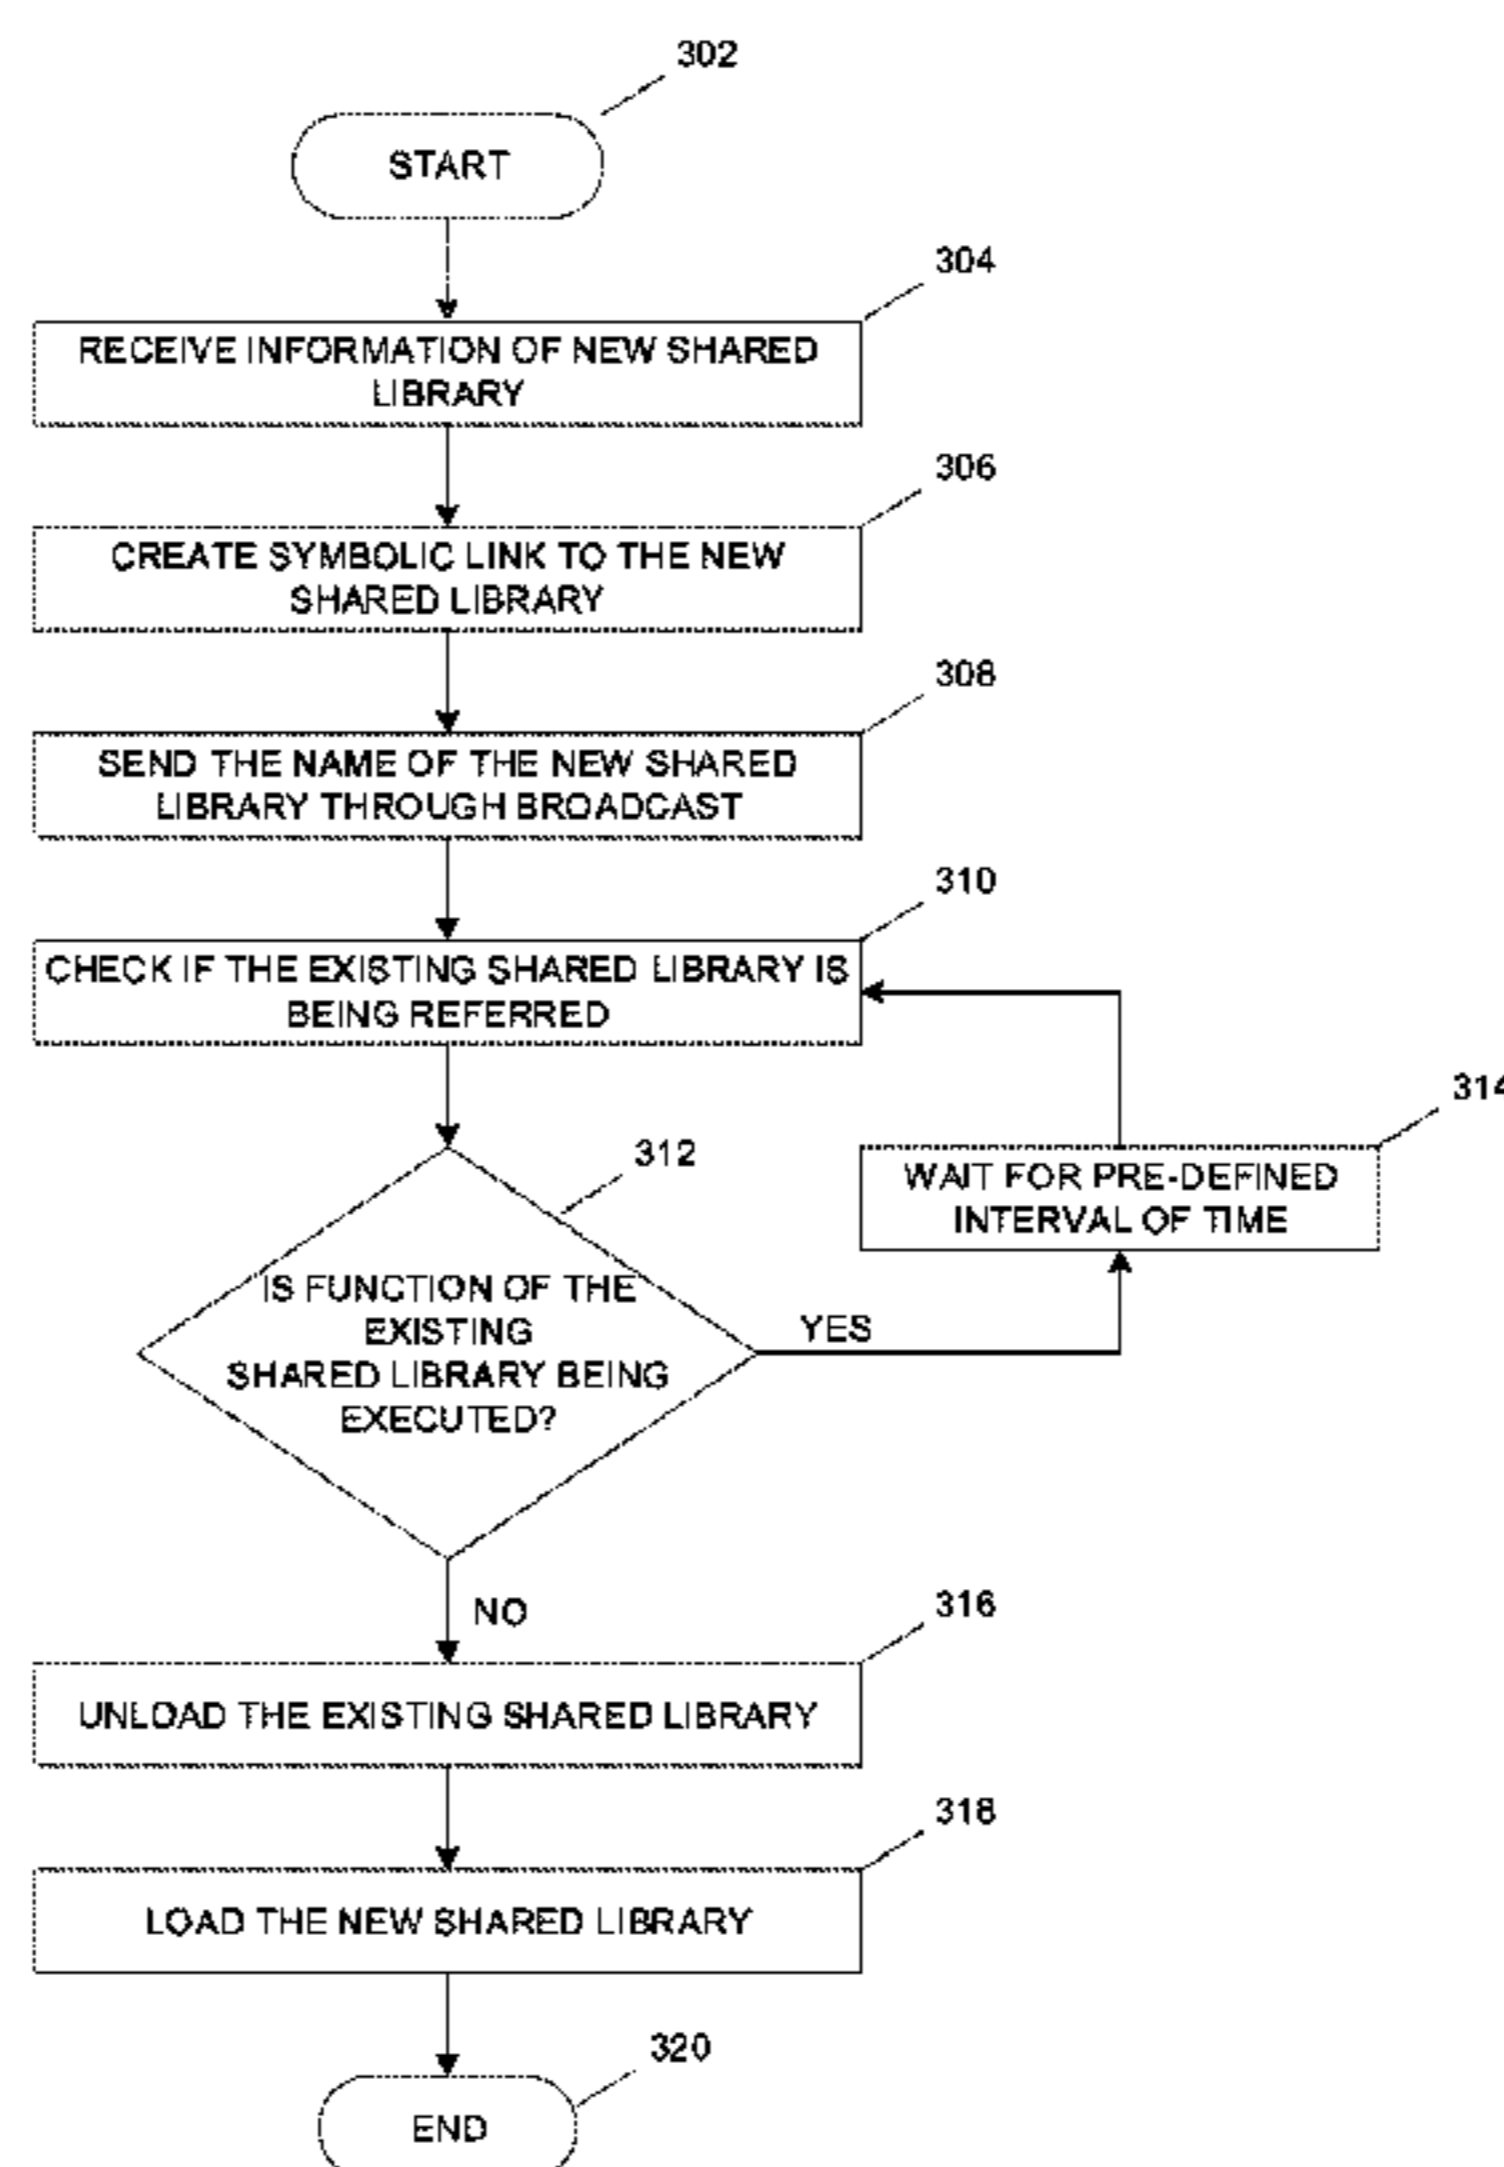 302
START
304
RECEIVE INFORMATION OF NEW SHARED
LIBRARY
306
CREATE SYMBOLIC LINK TO THE NEW
SHARED LIBRARY
308
SEND THE NAME OF THE NEW SHARED
LIBRARY THROUGH BROADCAST
310
CHECK IF THE EXISTING SHARED LIBRARY IS
BEING REFERRED
314
WAIT FOR PRE-DEFINED
INTERVAL OF TIME
312
IS FUNCTION OF THE
EXISTING
SHARED LIBRARY BEING
EXECUTED?
YES
NO
316
UNLOAD THE EXISTING SHARED LIBRARY
318
LOAD THE NEW SHARED LIBRARY
320
END